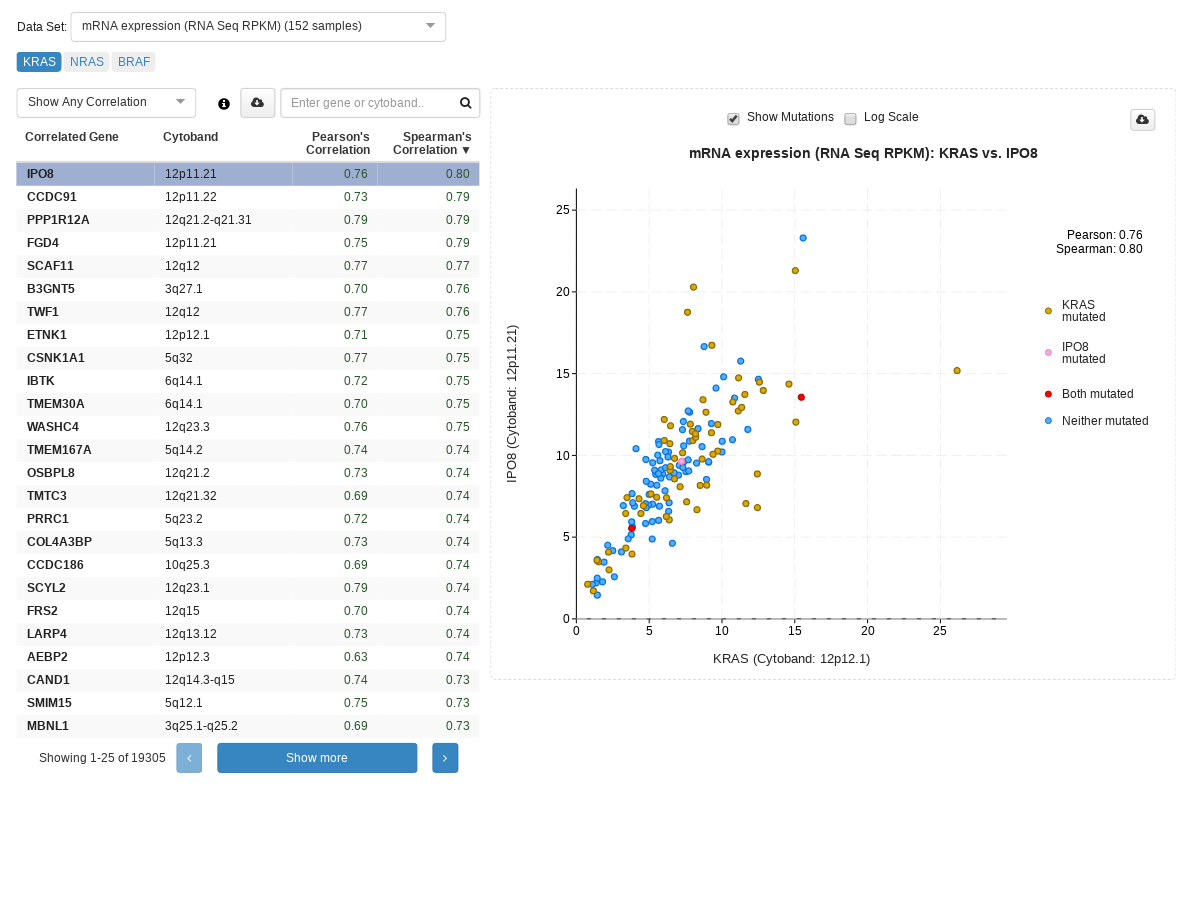 Data Set: mRNA expression (RNA Seq RPKM) (152 samples)
KRAS NRAS BRAF
Show Any Correlation
Enter gene or cytoband..
Correlated Gene Cytoband Pearson's Correlation Spearman's Correlation ▼
IPO8 12p11.21 0.76 0.80
CCDC91 12p11.22 0.73 0.79
PPP1R12A 12q21.2-q21.31 0.79 0.79
FGD4 12p11.21 0.75 0.79
SCAF11 12q12 0.77 0.77
B3GNT5 3q27.1 0.70 0.76
TWF1 12q12 0.77 0.76
ETNK1 12p12.1 0.71 0.75
CSNK1A1 5q32 0.77 0.75
IBTK 6q14.1 0.72 0.75
TMEM30A 6q14.1 0.70 0.75
WASHC4 12q23.3 0.76 0.75
TMEM167A 5q14.2 0.74 0.74
OSBPL8 12q21.2 0.73 0.74
TMTC3 12q21.32 0.69 0.74
PRRC1 5q23.2 0.72 0.74
COL4A3BP 5q13.3 0.73 0.74
CCDC186 10q25.3 0.69 0.74
SCYL2 12q23.1 0.79 0.74
FRS2 12q15 0.70 0.74
LARP4 12q13.12 0.73 0.74
AEBP2 12p12.3 0.63 0.74
CAND1 12q14.3-q15 0.74 0.73
SMIM15 5q12.1 0.75 0.73
MBNL1 3q25.1-q25.2 0.69 0.73
Showing 1-25 of 19305 ‹ Show more ›
Show Mutations Log Scale
mRNA expression (RNA Seq RPKM): KRAS vs. IPO8
Pearson: 0.76
Spearman: 0.80
KRAS
mutated
IPO8
mutated
Both mutated
Neither mutated
IPO8 (Cytoband: 12p11.21)
25
20
15
10
5
0
0 5 10 15 20 25
KRAS (Cytoband: 12p12.1)